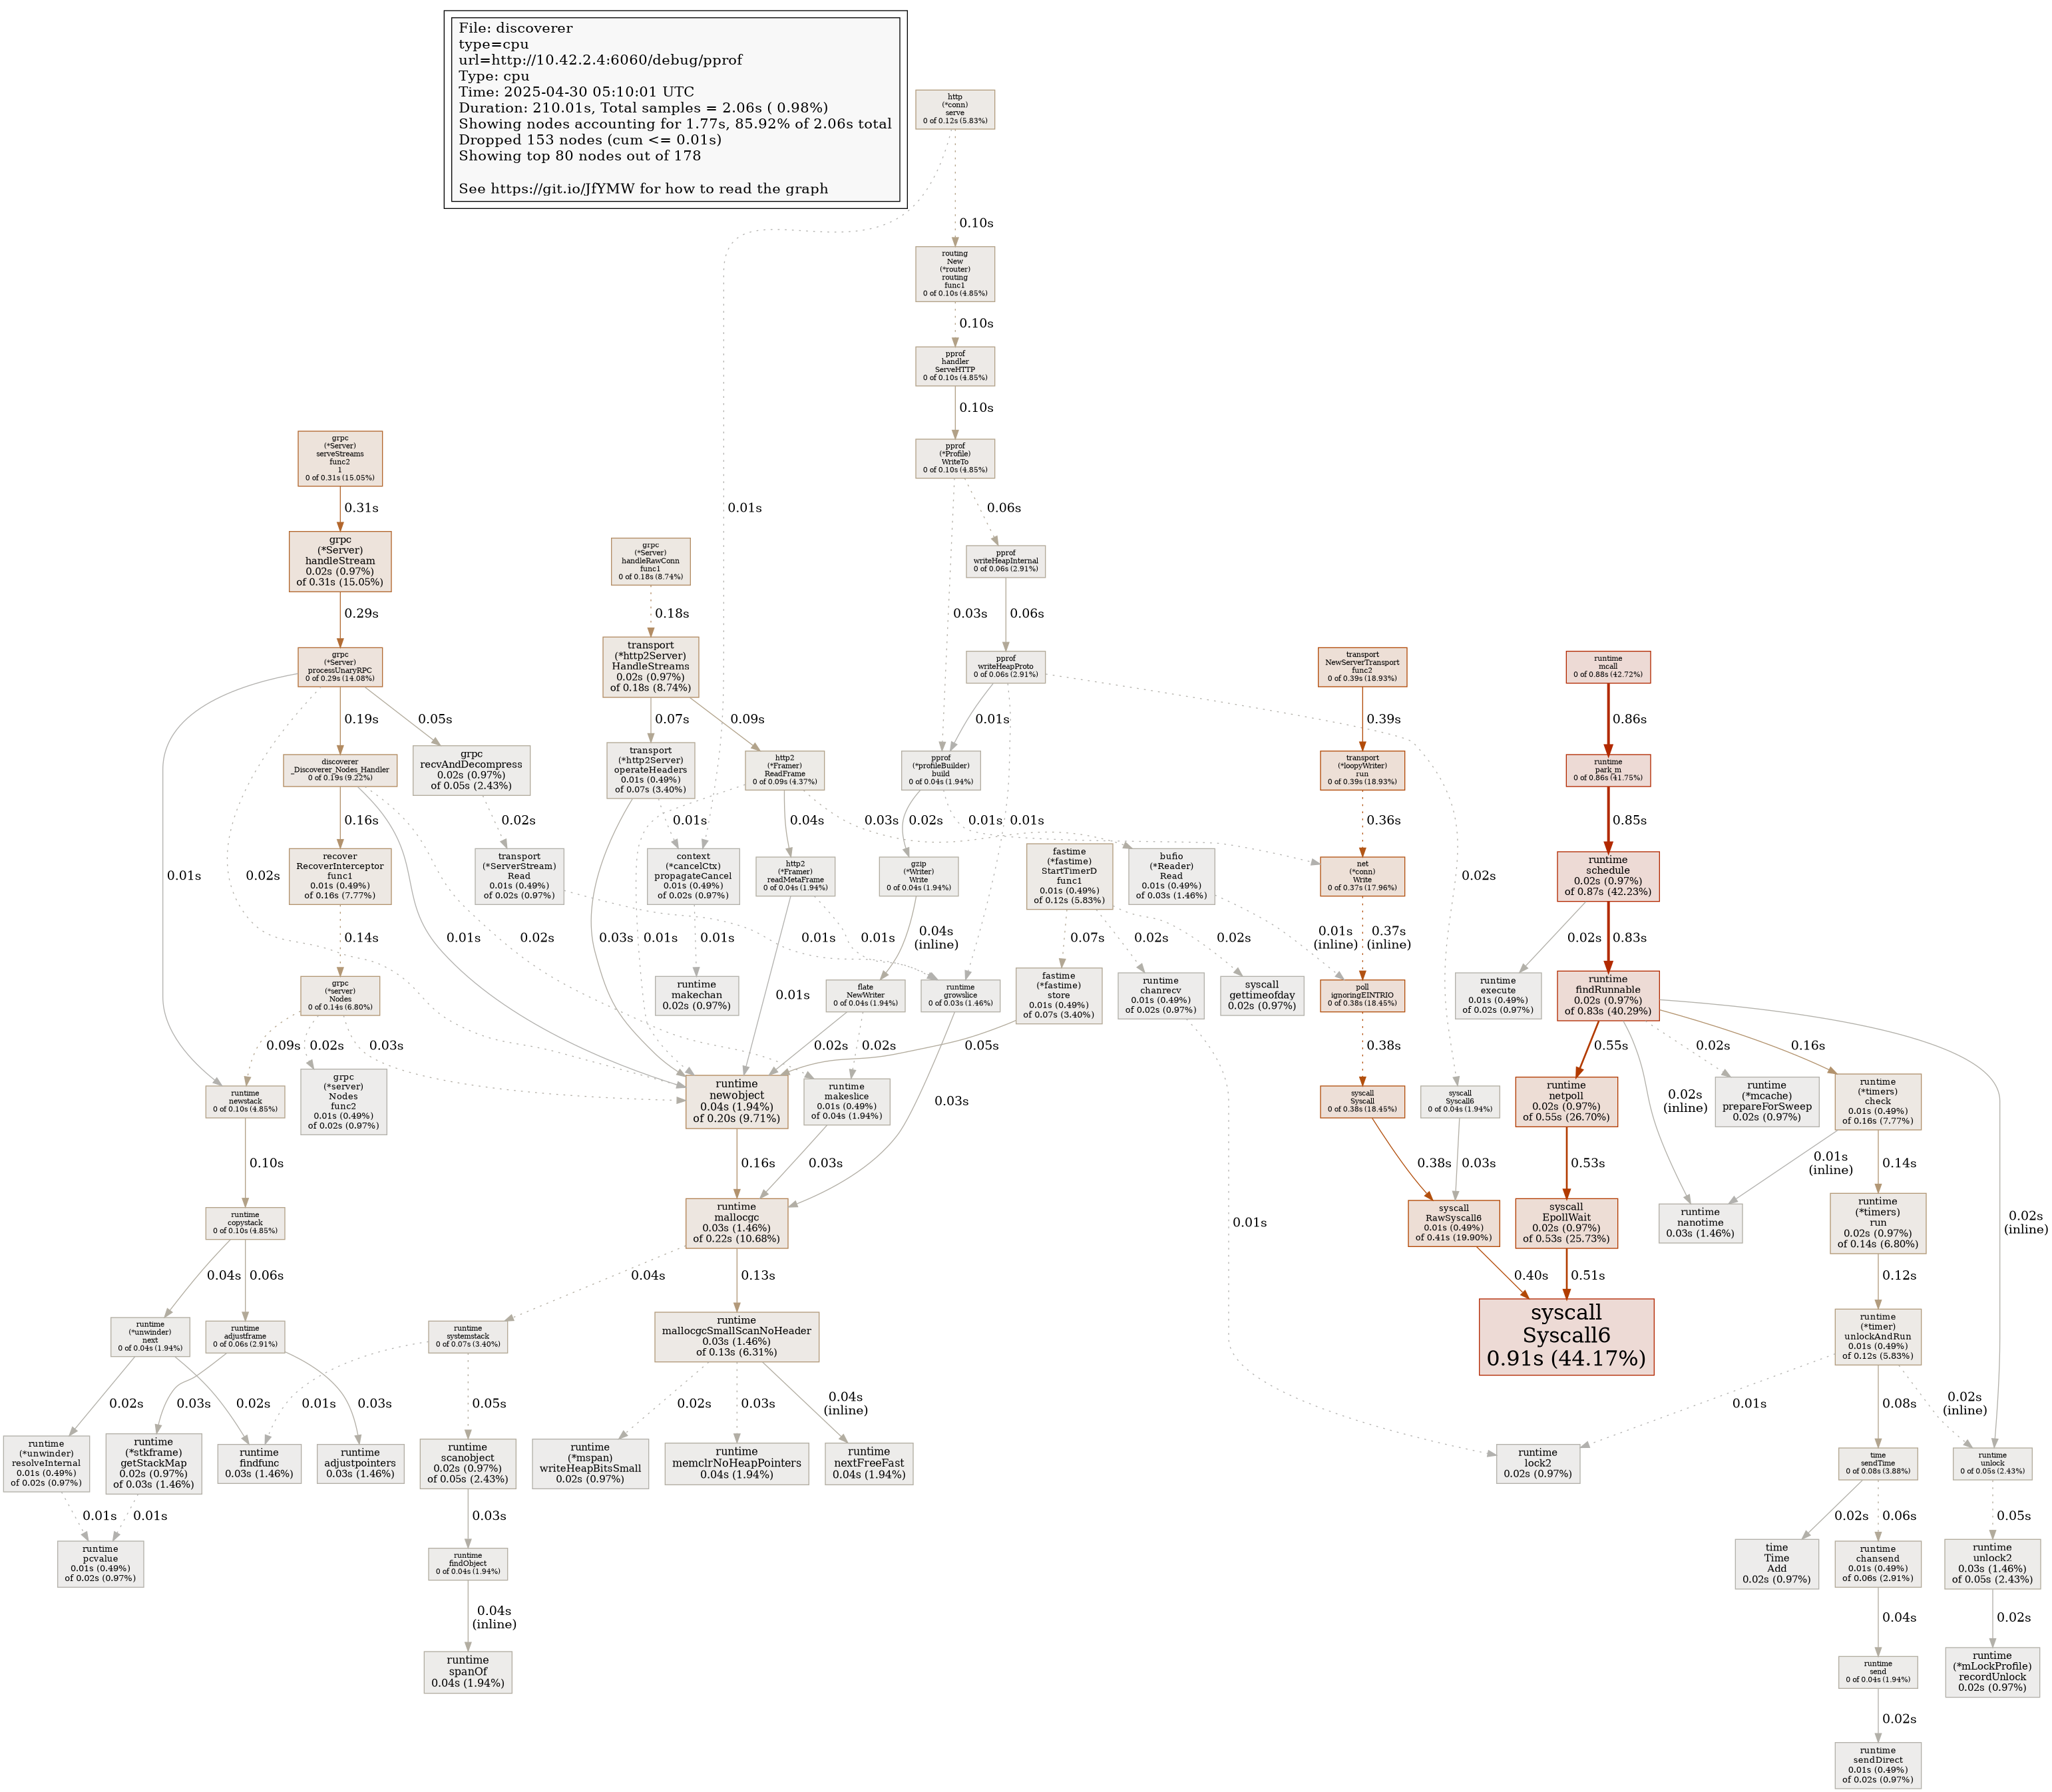 File: discoverer
type=cpu
url=http://10.42.2.4:6060/debug/pprof
Type: cpu
Time: 2025-04-30 05:10:01 UTC
Duration: 210.01s, Total samples = 2.06s ( 0.98%)
Showing nodes accounting for 1.77s, 85.92% of 2.06s total
Dropped 153 nodes (cum <= 0.01s)
Showing top 80 nodes out of 178
See https://git.io/JfYMW for how to read the graph
http
(*conn)
serve
0 of 0.12s (5.83%)
0.10s
routing
New
(*router)
routing
func1
0 of 0.10s (4.85%)
0.10s
pprof
handler
ServeHTTP
0 of 0.10s (4.85%)
0.10s
pprof
(*Profile)
WriteTo
0 of 0.10s (4.85%)
grpc
(*Server)
serveStreams
func2
1
0 of 0.31s (15.05%)
0.31s
0.01s
0.06s
grpc
(*Server)
handleStream
0.02s (0.97%)
of 0.31s (15.05%)
grpc
(*Server)
handleRawConn
func1
0 of 0.18s (8.74%)
pprof
writeHeapInternal
0 of 0.06s (2.91%)
0.29s
0.18s
0.03s
0.06s
grpc
(*Server)
processUnaryRPC
0 of 0.29s (14.08%)
transport
(*http2Server)
HandleStreams
0.02s (0.97%)
of 0.18s (8.74%)
pprof
writeHeapProto
0 of 0.06s (2.91%)
transport
NewServerTransport
func2
0 of 0.39s (18.93%)
runtime
mcall
0 of 0.88s (42.72%)
0.19s
0.05s
0.07s
0.09s
0.01s
0.39s
0.86s
discoverer
_Discoverer_Nodes_Handler
0 of 0.19s (9.22%)
grpc
recvAndDecompress
0.02s (0.97%)
of 0.05s (2.43%)
transport
(*http2Server)
operateHeaders
0.01s (0.49%)
of 0.07s (3.40%)
http2
(*Framer)
ReadFrame
0 of 0.09s (4.37%)
pprof
(*profileBuilder)
build
0 of 0.04s (1.94%)
transport
(*loopyWriter)
run
0 of 0.39s (18.93%)
runtime
park_m
0 of 0.86s (41.75%)
0.16s
0.02s
0.01s
0.04s
0.03s
0.02s
0.01s
0.01s
0.36s
0.85s
0.01s
0.02s
recover
RecoverInterceptor
func1
0.01s (0.49%)
of 0.16s (7.77%)
transport
(*ServerStream)
Read
0.01s (0.49%)
of 0.02s (0.97%)
context
(*cancelCtx)
propagateCancel
0.01s (0.49%)
of 0.02s (0.97%)
http2
(*Framer)
readMetaFrame
0 of 0.04s (1.94%)
gzip
(*Writer)
Write
0 of 0.04s (1.94%)
fastime
(*fastime)
StartTimerD
func1
0.01s (0.49%)
of 0.12s (5.83%)
bufio
(*Reader)
Read
0.01s (0.49%)
of 0.03s (1.46%)
net
(*conn)
Write
0 of 0.37s (17.96%)
0.02s
runtime
schedule
0.02s (0.97%)
of 0.87s (42.23%)
0.14s
0.01s
0.02s
0.03s
0.01s
0.01s
0.01s
0.01s
0.04s
(inline)
0.07s
0.02s
0.02s
0.01s
(inline)
0.37s
(inline)
0.02s
0.83s
grpc
(*server)
Nodes
0 of 0.14s (6.80%)
runtime
makechan
0.02s (0.97%)
0.01s
flate
NewWriter
0 of 0.04s (1.94%)
runtime
growslice
0 of 0.03s (1.46%)
fastime
(*fastime)
store
0.01s (0.49%)
of 0.07s (3.40%)
runtime
chanrecv
0.01s (0.49%)
of 0.02s (0.97%)
syscall
gettimeofday
0.02s (0.97%)
poll
ignoringEINTRIO
0 of 0.38s (18.45%)
runtime
execute
0.01s (0.49%)
of 0.02s (0.97%)
runtime
findRunnable
0.02s (0.97%)
of 0.83s (40.29%)
0.09s
0.02s
0.03s
0.02s
0.02s
0.05s
0.38s
0.55s
0.02s
0.16s
runtime
newstack
0 of 0.10s (4.85%)
grpc
(*server)
Nodes
func2
0.01s (0.49%)
of 0.02s (0.97%)
runtime
newobject
0.04s (1.94%)
of 0.20s (9.71%)
runtime
makeslice
0.01s (0.49%)
of 0.04s (1.94%)
0.03s
syscall
Syscall
0 of 0.38s (18.45%)
syscall
Syscall6
0 of 0.04s (1.94%)
runtime
netpoll
0.02s (0.97%)
of 0.55s (26.70%)
0.02s
(inline)
runtime
(*mcache)
prepareForSweep
0.02s (0.97%)
runtime
(*timers)
check
0.01s (0.49%)
of 0.16s (7.77%)
0.10s
0.16s
0.03s
0.38s
0.03s
0.53s
0.01s
(inline)
0.14s
runtime
copystack
0 of 0.10s (4.85%)
runtime
mallocgc
0.03s (1.46%)
of 0.22s (10.68%)
0.01s
syscall
RawSyscall6
0.01s (0.49%)
of 0.41s (19.90%)
syscall
EpollWait
0.02s (0.97%)
of 0.53s (25.73%)
runtime
nanotime
0.03s (1.46%)
runtime
(*timers)
run
0.02s (0.97%)
of 0.14s (6.80%)
0.02s
(inline)
0.04s
0.06s
0.04s
0.13s
0.40s
0.51s
0.12s
runtime
(*unwinder)
next
0 of 0.04s (1.94%)
runtime
adjustframe
0 of 0.06s (2.91%)
runtime
systemstack
0 of 0.07s (3.40%)
runtime
mallocgcSmallScanNoHeader
0.03s (1.46%)
of 0.13s (6.31%)
syscall
Syscall6
0.91s (44.17%)
runtime
(*timer)
unlockAndRun
0.01s (0.49%)
of 0.12s (5.83%)
0.02s
0.03s
0.02s
0.01s
0.03s
0.05s
0.02s
0.03s
0.04s
(inline)
0.01s
0.08s
0.02s
(inline)
runtime
(*unwinder)
resolveInternal
0.01s (0.49%)
of 0.02s (0.97%)
runtime
(*stkframe)
getStackMap
0.02s (0.97%)
of 0.03s (1.46%)
runtime
findfunc
0.03s (1.46%)
runtime
adjustpointers
0.03s (1.46%)
runtime
scanobject
0.02s (0.97%)
of 0.05s (2.43%)
runtime
(*mspan)
writeHeapBitsSmall
0.02s (0.97%)
runtime
memclrNoHeapPointers
0.04s (1.94%)
runtime
nextFreeFast
0.04s (1.94%)
runtime
lock2
0.02s (0.97%)
time
sendTime
0 of 0.08s (3.88%)
runtime
unlock
0 of 0.05s (2.43%)
0.01s
0.01s
0.03s
0.02s
0.06s
0.05s
runtime
pcvalue
0.01s (0.49%)
of 0.02s (0.97%)
runtime
findObject
0 of 0.04s (1.94%)
time
Time
Add
0.02s (0.97%)
runtime
chansend
0.01s (0.49%)
of 0.06s (2.91%)
runtime
unlock2
0.03s (1.46%)
of 0.05s (2.43%)
0.04s
(inline)
0.04s
0.02s
runtime
spanOf
0.04s (1.94%)
runtime
send
0 of 0.04s (1.94%)
runtime
(*mLockProfile)
recordUnlock
0.02s (0.97%)
0.02s
runtime
sendDirect
0.01s (0.49%)
of 0.02s (0.97%)